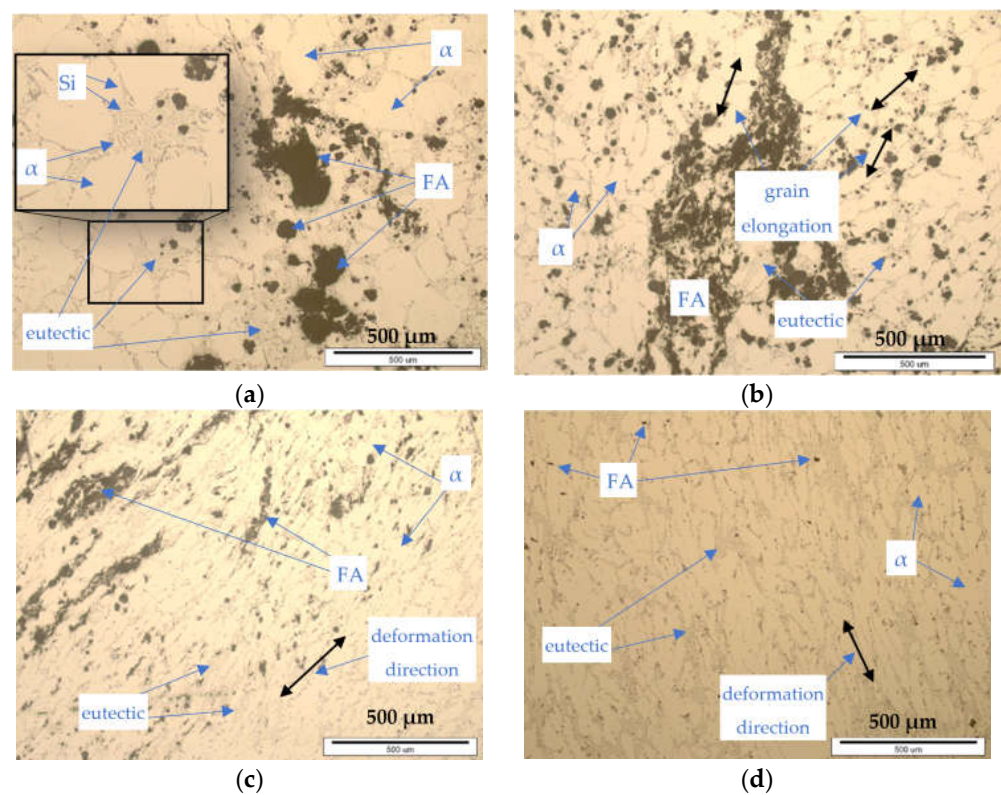 α
Si
α
FA
eutectic
500 µm
500 um
(a)
grain
elongation
α
FA
eutectic
500 µm
500 um
(b)
α
FA
deformation
direction
eutectic
500 µm
500 um
(c)
FA
α
eutectic
deformation
direction
500 µm
500 um
(d)